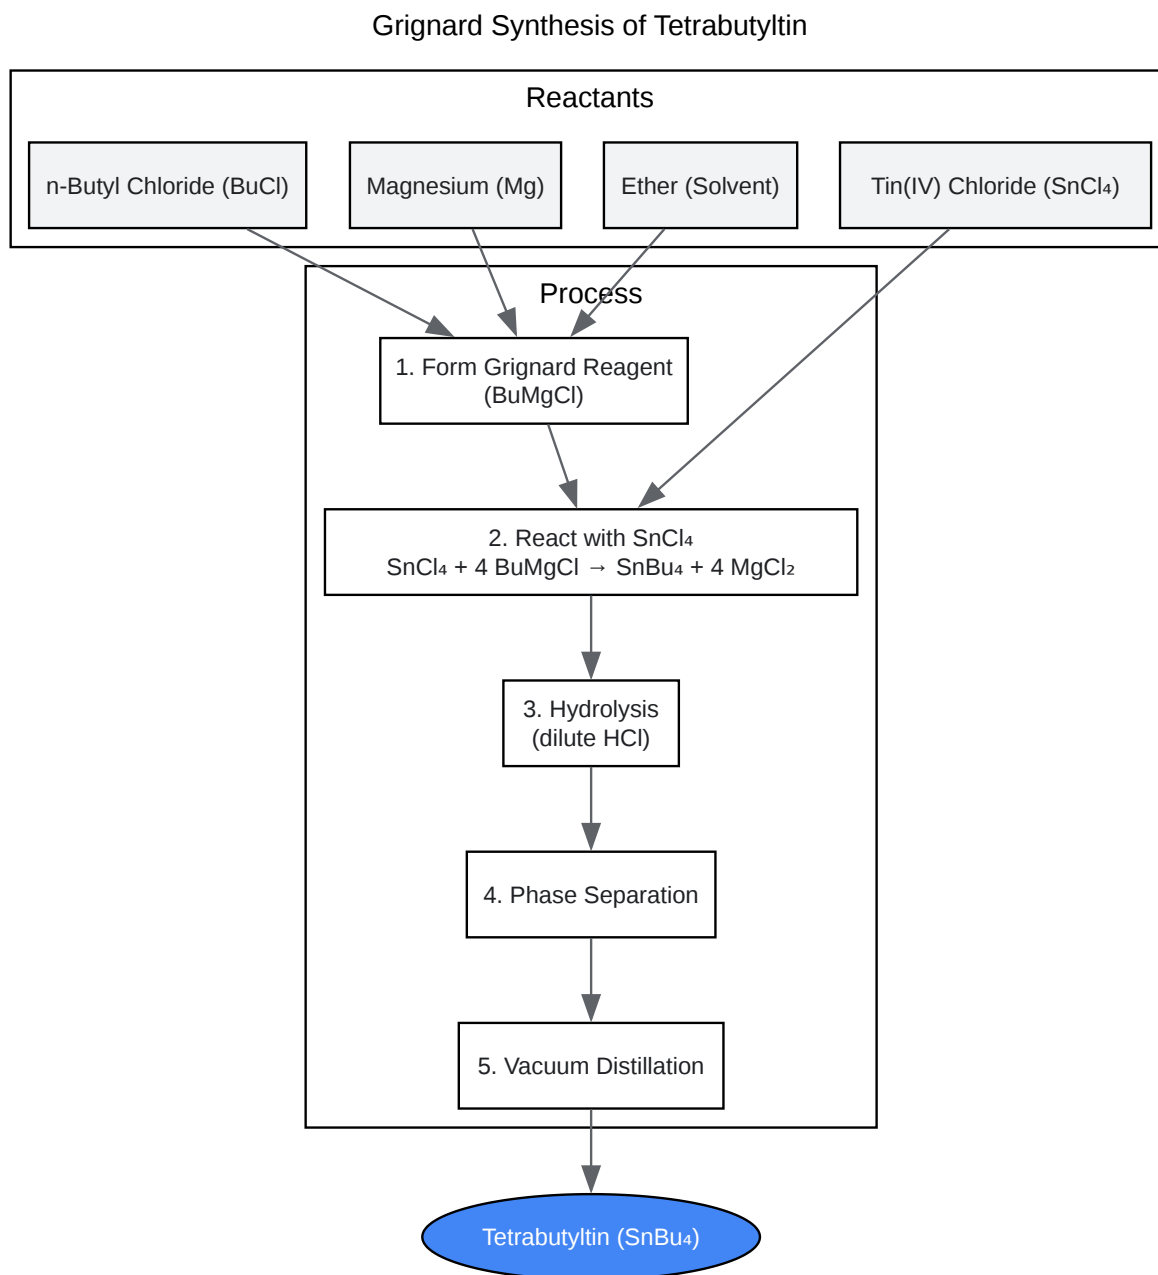 Grignard Synthesis of Tetrabutyltin
Reactants
n-Butyl Chloride (BuCl)
Magnesium (Mg)
Ether (Solvent)
Tin(IV) Chloride (SnCl₄)
Process
1. Form Grignard Reagent
(BuMgCl)
2. React with SnCl₄
SnCl₄ + 4 BuMgCl → SnBu₄ + 4 MgCl₂
3. Hydrolysis
(dilute HCl)
4. Phase Separation
5. Vacuum Distillation
Tetrabutyltin (SnBu₄)